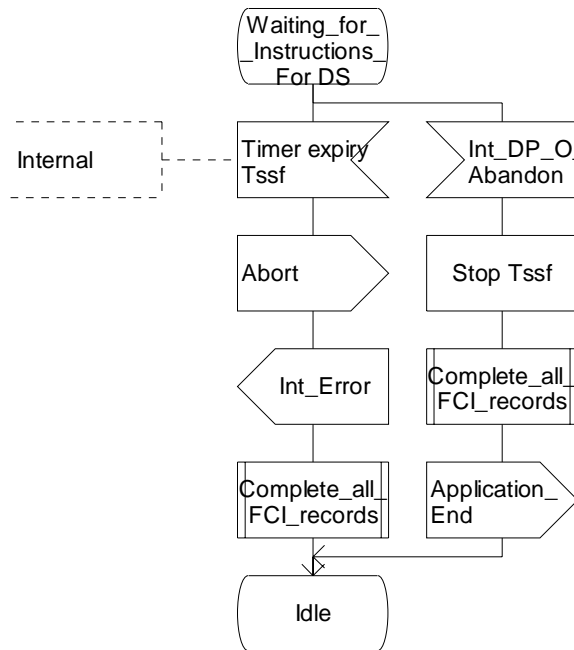 Waiting_for_
_Instructions_
For DS
Internal
Timer expiry
Tssf
Int_DP_O_
Abandon
Abort
Stop Tssf
Int_Error
Complete_all_
FCI_records
Complete_all_
FCI_records
Application_
End
Idle